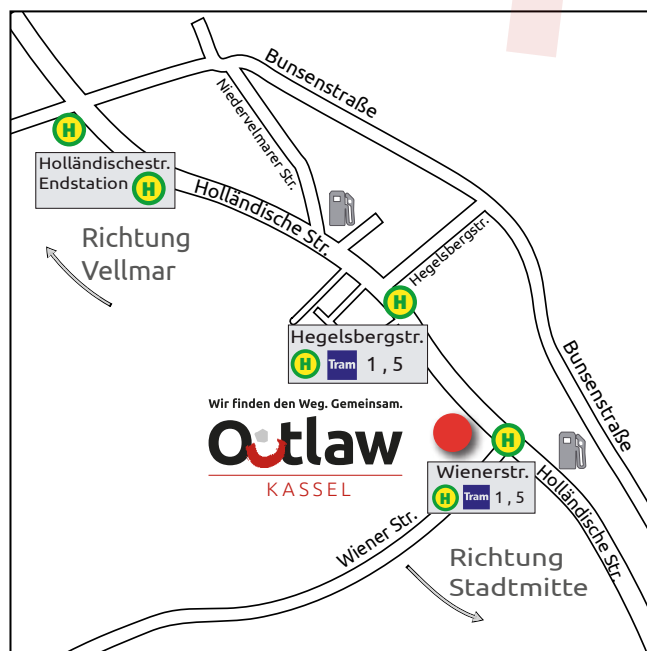 Bunsenstraße
Niedervelmarer Str.
H
Holländischestr.
Endstation H
Holländische Str.
Richtung
Vellmar
Hegelsbergstr.
H
Hegelsbergstr.
H Tram 1 , 5
Bunsenstraße
Wir finden den Weg. Gemeinsam.
Outlaw
KASSEL
H
Wienerstr.
H Tram 1 , 5
Holländische Str.
Wiener Str.
Richtung
Stadtmitte